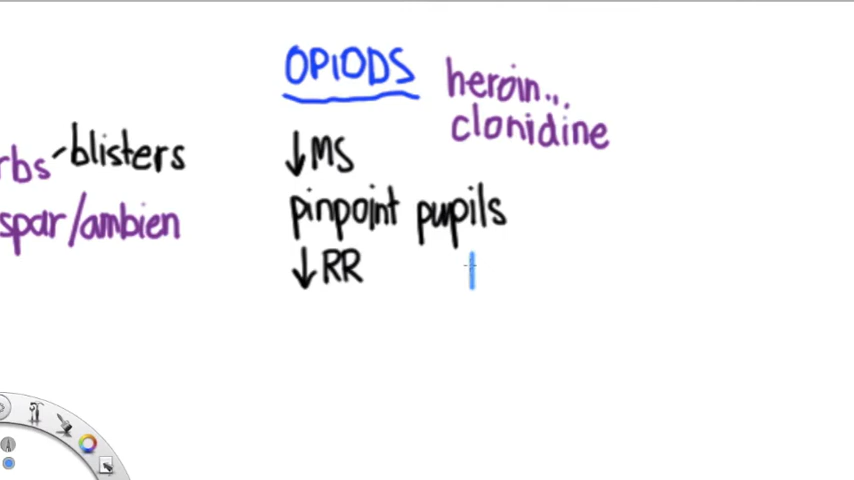 OPIODS
heroin...
clonidine
rbs - blisters
spar/ambien
↓MS
pinpoint pupils
↓RR